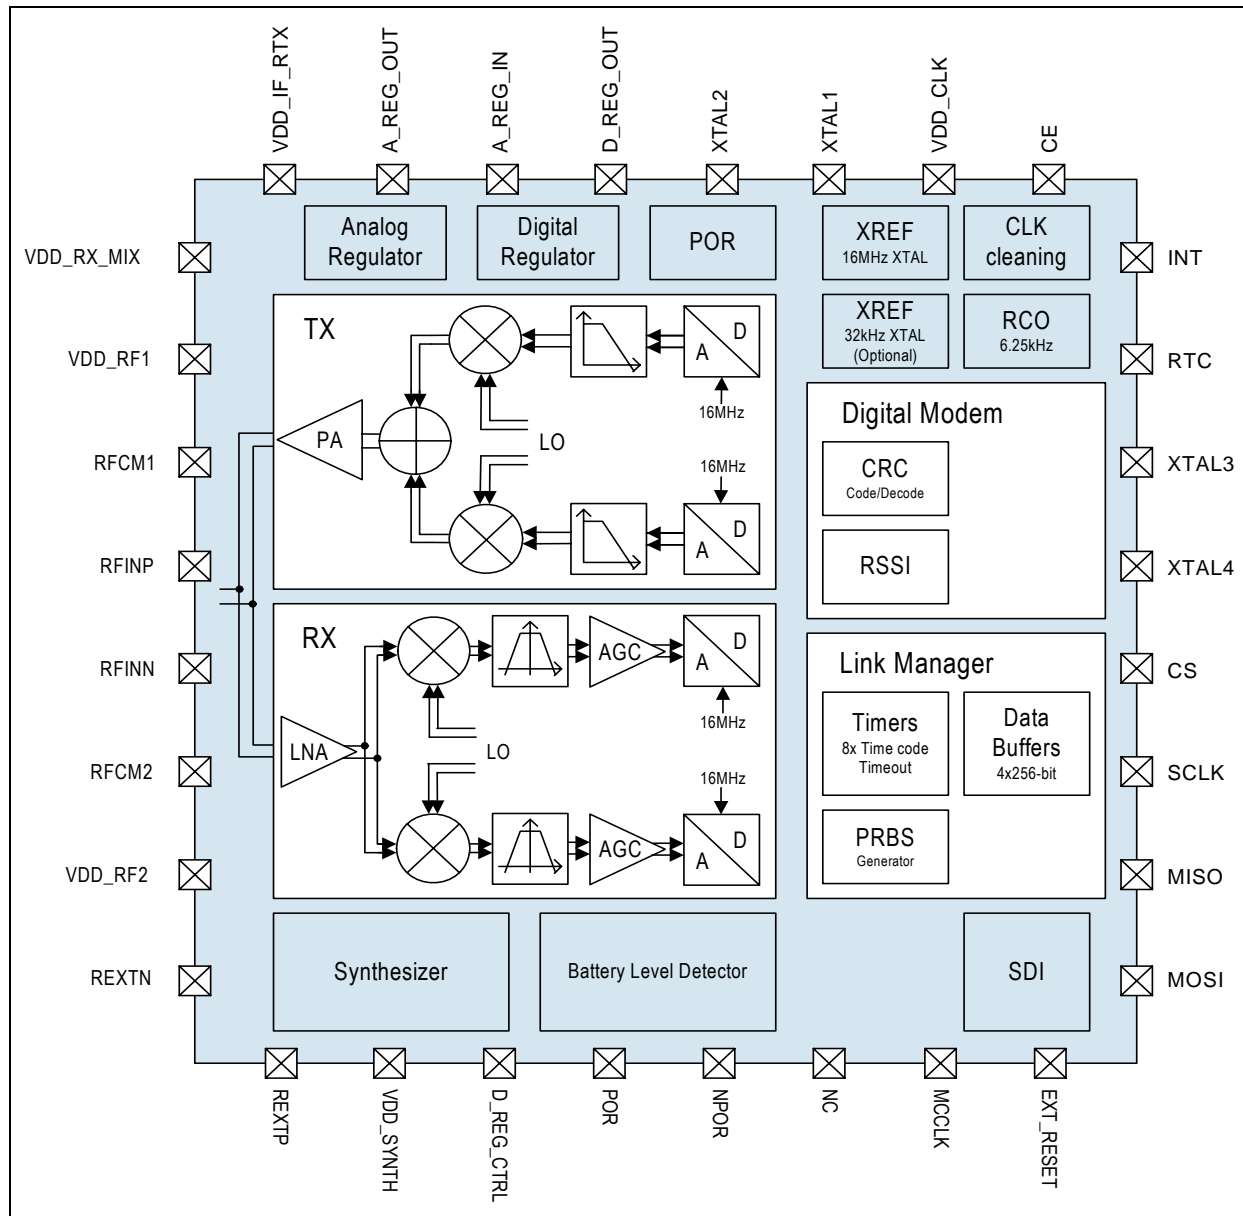 VDD_IF_RTX
A_REG_OUT
A_REG_IN
D_REG_OUT
XTAL2
XTAL1
VDD_CLK
CE
VDD_RX_MIX
VDD_RF1
RFCM1
RFINP
RFINN
RFCM2
VDD_RF2
REXTN
Analog
Regulator
Digital
Regulator
POR
XREF
16MHz XTAL
CLK
cleaning
XREF
32kHz XTAL
(Optional)
RCO
6.25kHz
TX
PA
LO
D
A
16MHz
16MHz
D
A
RX
LNA
LO
AGC
D
A
16MHz
16MHz
AGC
D
A
Digital Modem
CRC
Code/Decode
RSSI
Link Manager
Timers
8x Time code
Timeout
Data
Buffers
4x256-bit
PRBS
Generator
Synthesizer
Battery Level Detector
SDI
INT
RTC
XTAL3
XTAL4
CS
SCLK
MISO
MOSI
REXTP
VDD_SYNTH
D_REG_CTRL
POR
NPOR
NC
MCCLK
EXT_RESET